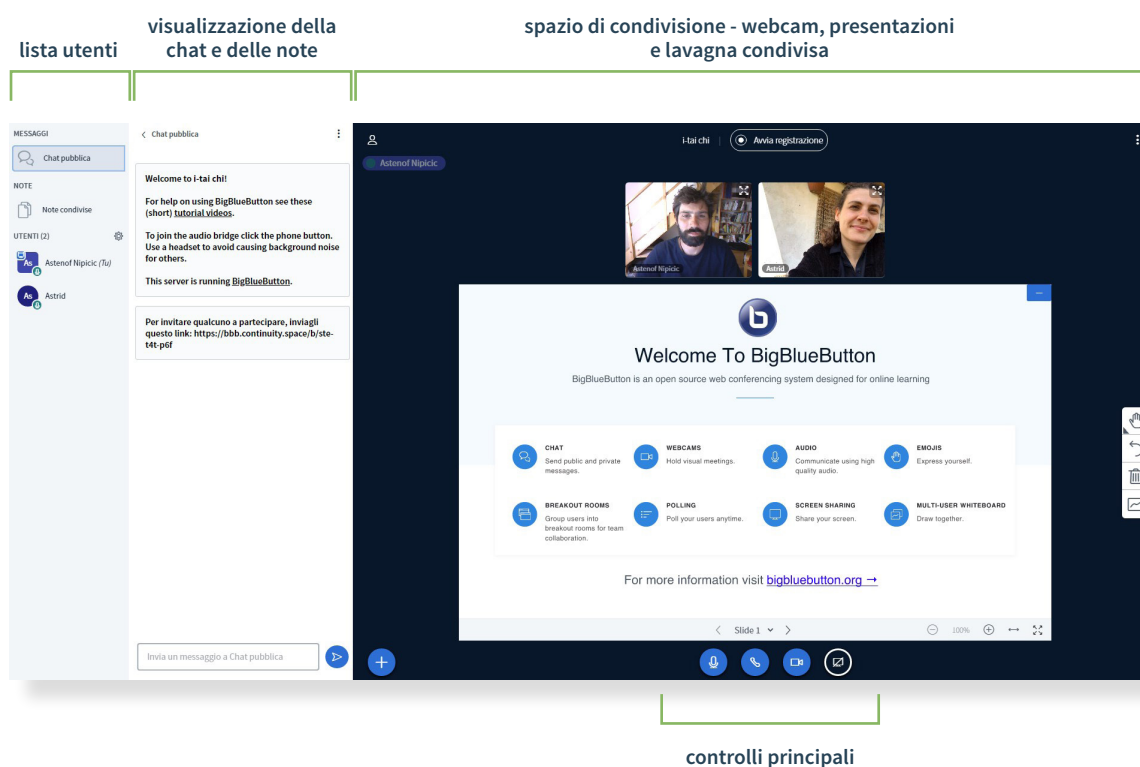 lista utenti
visualizzazione della
chat e delle note
spazio di condivisione - webcam, presentazioni
e lavagna condivisa
MESSAGGI
Chat pubblica
NOTE
Note condivise
UTENTI (2)
As
Astenof Nipicic (Tu)
As
Astrid
Chat pubblica
Welcome to i-tai chi!
For help on using BigBlueButton see these
(short) tutorial videos.
To join the audio bridge click the phone button.
Use a headset to avoid causing background noise
for others.
This server is running BigBlueButton.
Per invitare qualcuno a partecipare, inviagli
questo link: https://bbb.continuity.space/b/ste-
t4t-p6f
Invia un messaggio a Chat pubblica
i-tai chi
Avvia registrazione
Astenof Nipicic
Astenof Nipicic
Astrid
b
Welcome To BigBlueButton
BigBlueButton is an open source web conferencing system designed for online learning
CHAT
Send public and private
messages.
WEBCAMS
Hold visual meetings.
AUDIO
Communicate using high
quality audio.
EMOJIS
Express yourself.
BREAKOUT ROOMS
Group users into
breakout rooms for team
collaboration.
POLLING
Poll your users anytime.
SCREEN SHARING
Share your screen.
MULTI-USER WHITEBOARD
Draw together.
For more information visit bigbluebutton.org →
Slide 1
100%
controlli principali